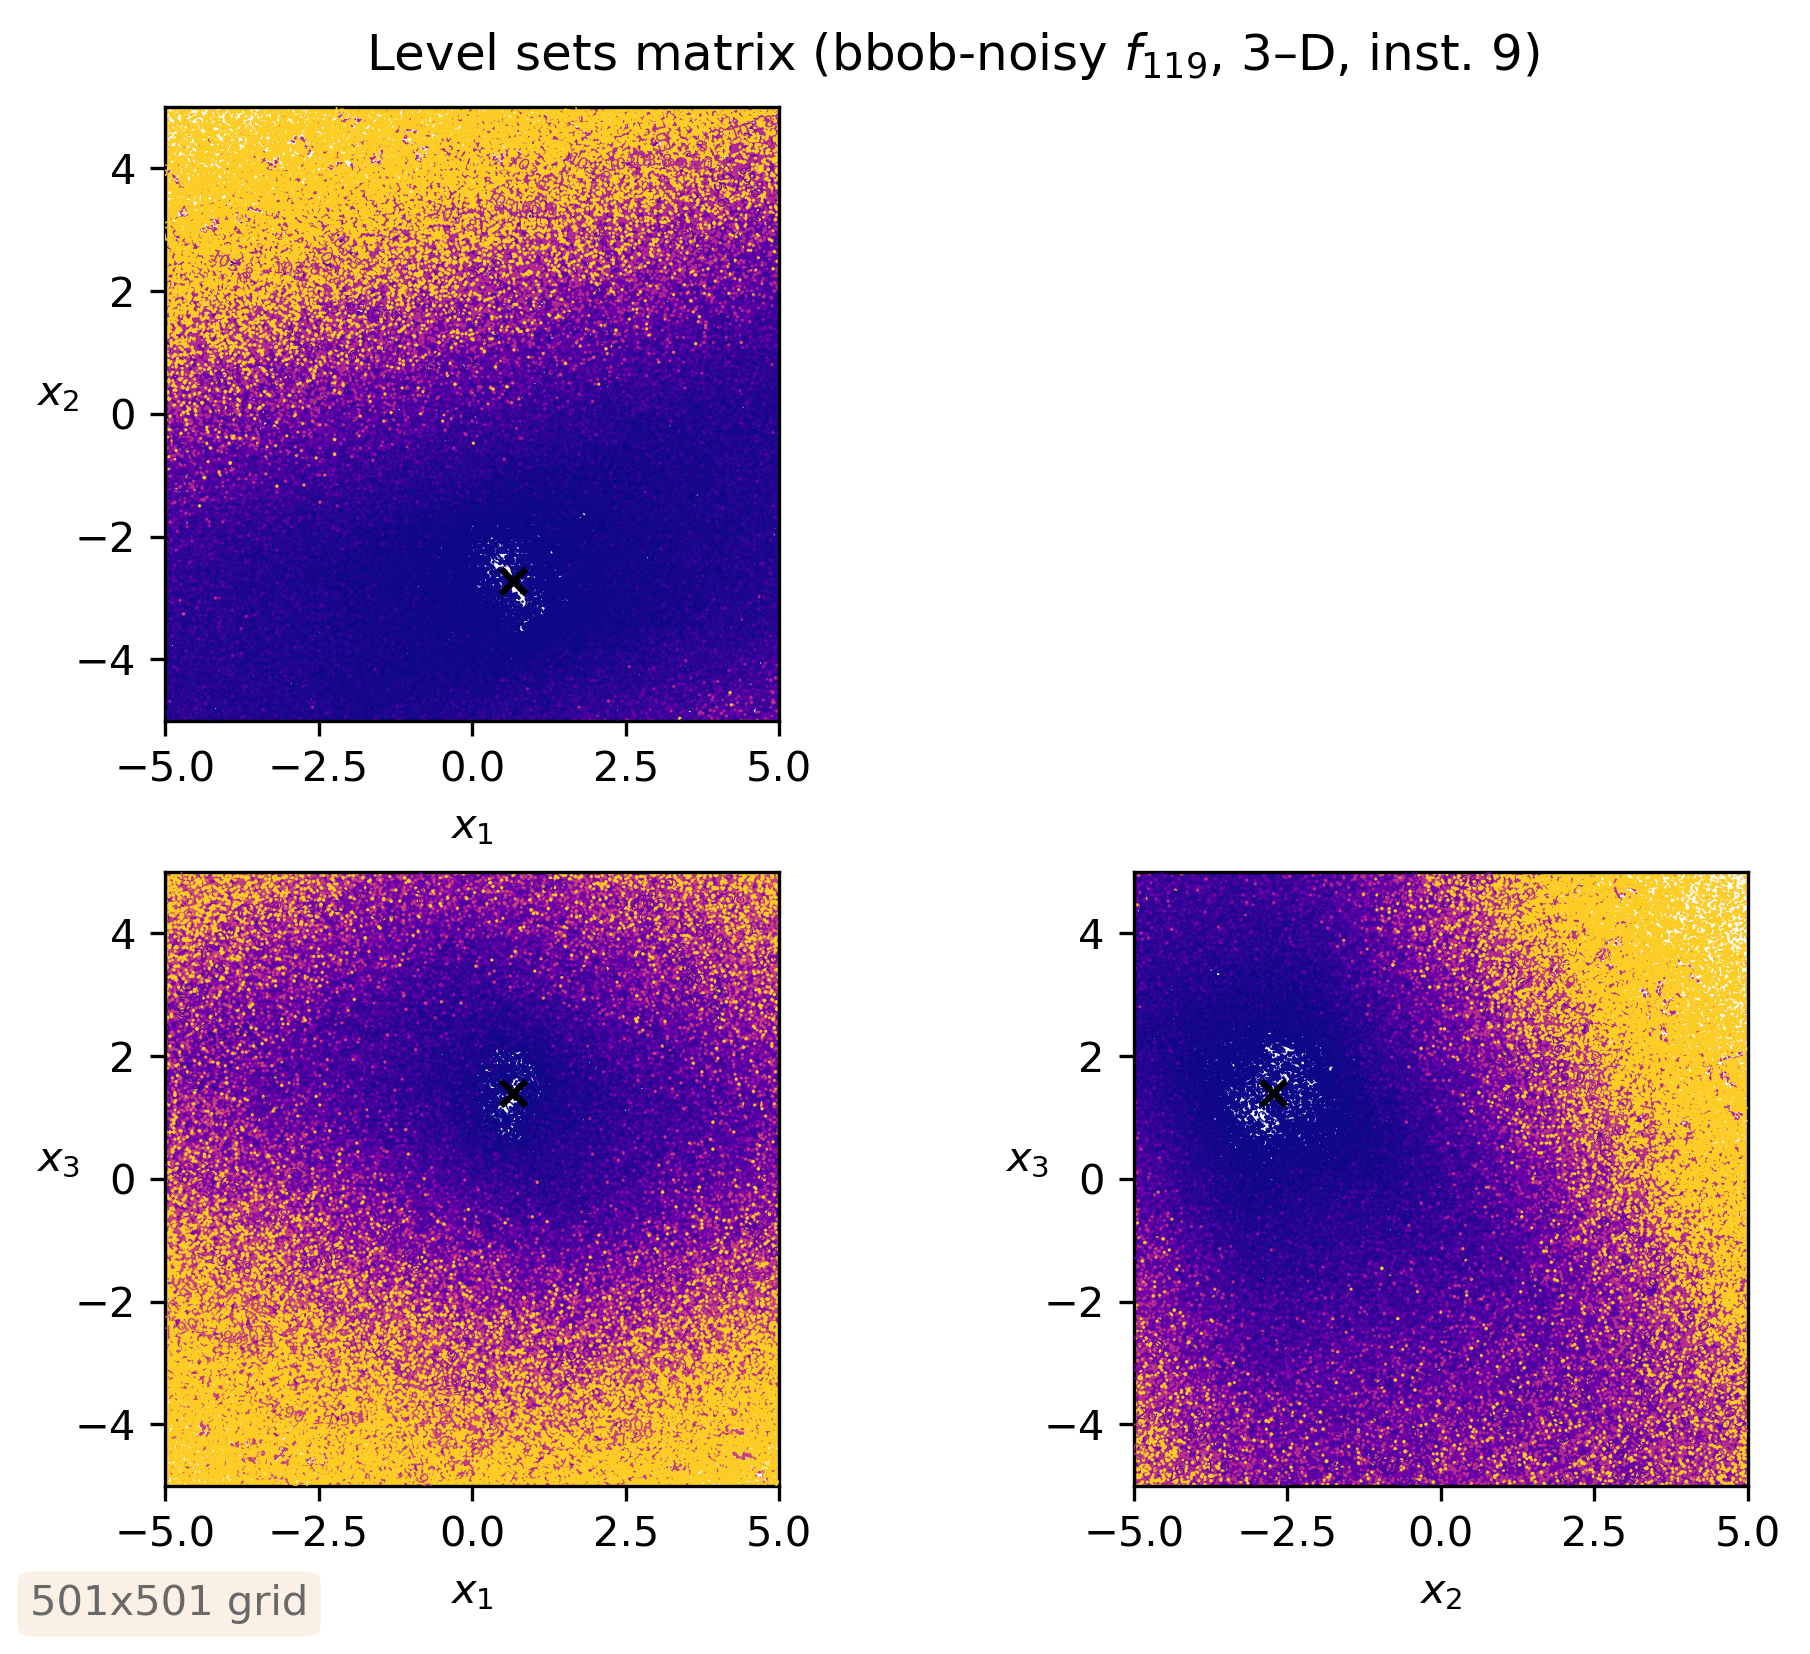 Level sets matrix (bbob-noisy f₁₁₉, 3–D, inst. 9)
4
2
x₂
0
−2
−4
−5.0 −2.5 0.0 2.5 5.0
x₁
4 4
2 2
x₃ x₃
0 0
−2 −2
−4 −4
−5.0 −2.5 0.0 2.5 5.0 −5.0 −2.5 0.0 2.5 5.0
x₁ x₂
501x501 grid